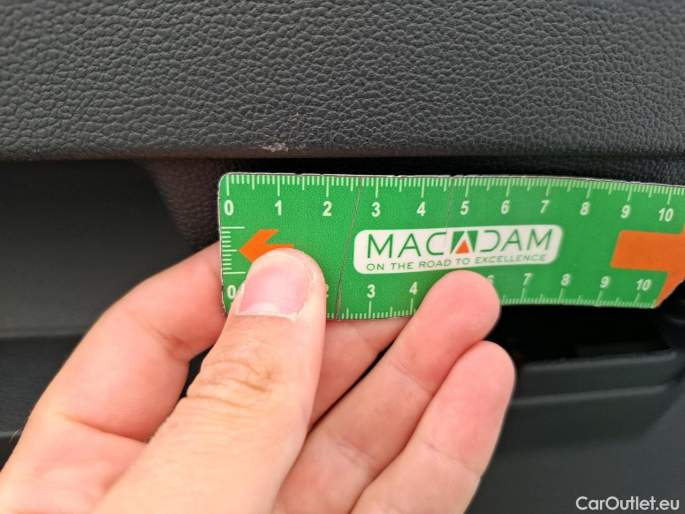 0 1 2 3 4 5 6 7 8 9 10
MACADAM
ON THE ROAD TO EXCELLENCE
0 3 4 6 7 8 9 10
CarOutlet.eu